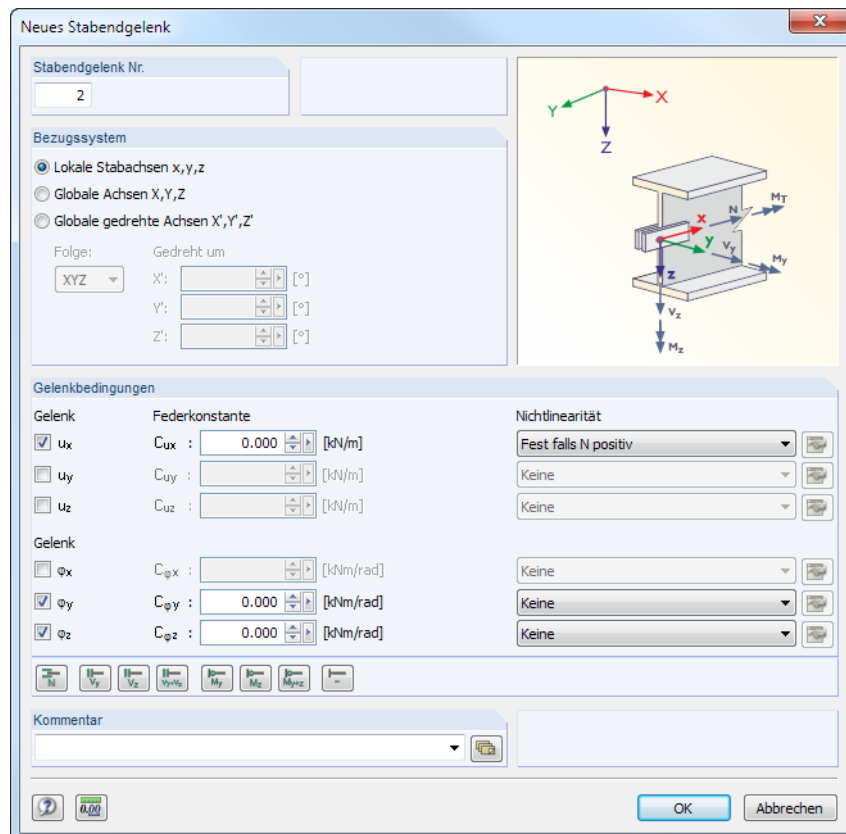 Neues Stabendgelenk
Stabendgelenk Nr.
2
Bezugssystem
Lokale Stabachsen x,y,z
Globale Achsen X,Y,Z
Globale gedrehte Achsen X',Y',Z'
Folge: Gedreht um
XYZ X': [°]
Y': [°]
Z': [°]
X
Y
Z
MT
N
x
y
Vy
My
z
Vz
Mz
Gelenkbedingungen
Gelenk Federkonstante Nichtlinearität
ux Cux : 0.000 [kN/m] Fest falls N positiv
uy Cuy : [kN/m] Keine
uz Cuz : [kN/m] Keine
Gelenk
φx Cφx : [kNm/rad] Keine
φy Cφy : 0.000 [kNm/rad] Keine
φz Cφz : 0.000 [kNm/rad] Keine
N Vy Vz Vy+Vz My Mz My+z
Kommentar
0.00 OK Abbrechen